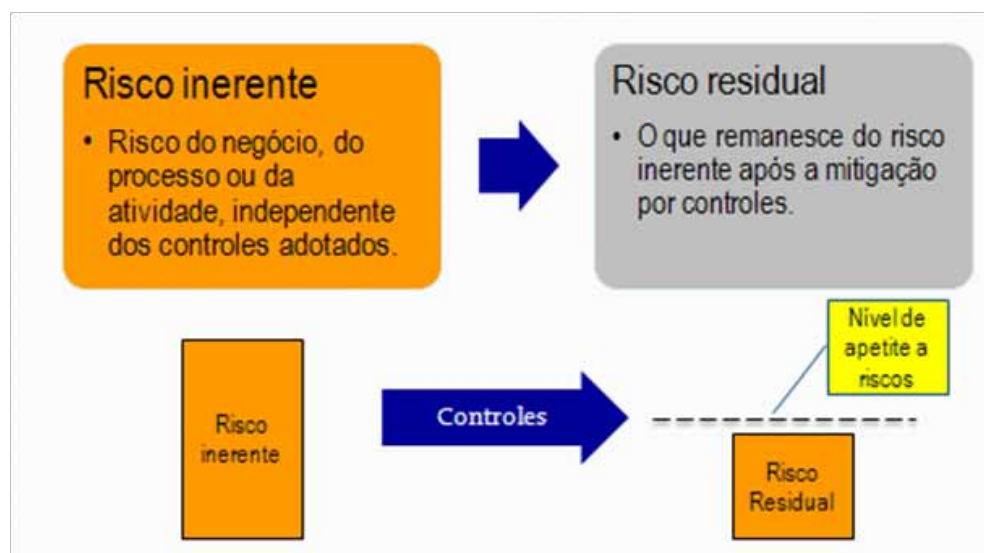 Risco inerente
• Risco do negócio, do
processo ou da
atividade, independente
dos controles adotados.
Risco residual
• O que remanesce do risco
inerente após a mitigação
por controles.
Nível de
apetite a
riscos
Risco
inerente
Controles
Risco
Residual